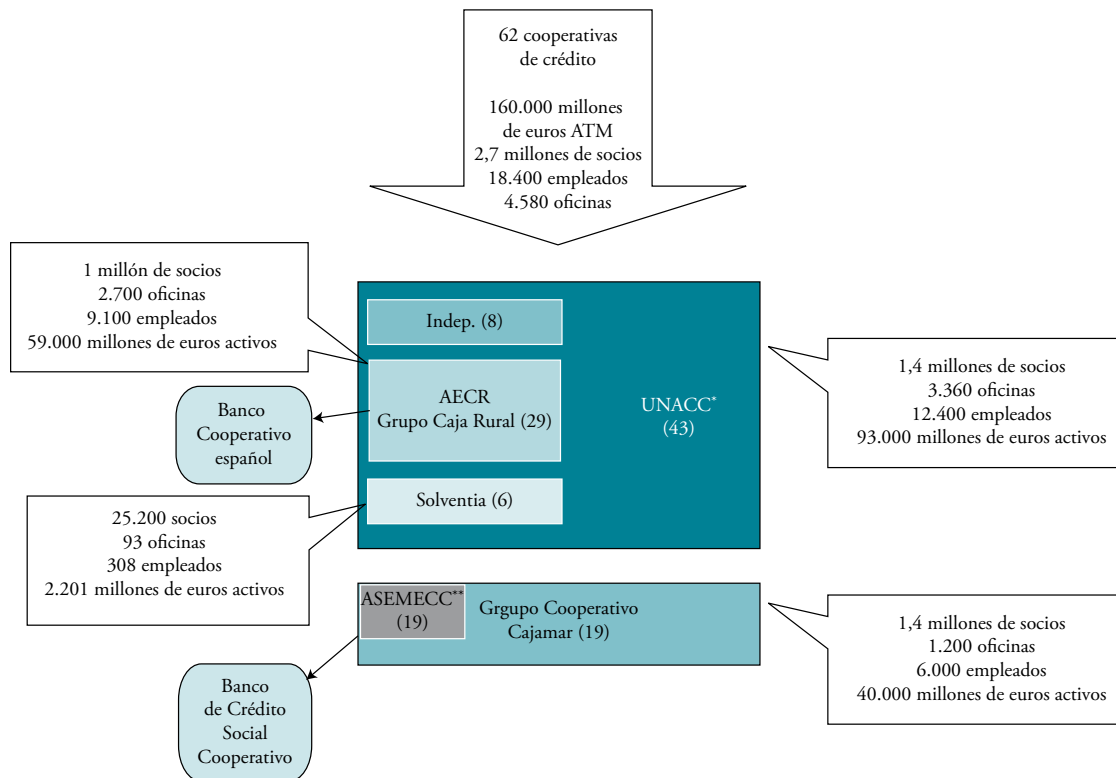 62 cooperativas
de crédito
160.000 millones
de euros ATM
2,7 millones de socios
18.400 empleados
4.580 oficinas
1 millón de socios
2.700 oficinas
9.100 empleados
59.000 millones de euros activos
Indep. (8)
AECR
Grupo Caja Rural (29)
Solventia (6)
UNACC*
(43)
1,4 millones de socios
3.360 oficinas
12.400 empleados
93.000 millones de euros activos
Banco
Cooperativo
español
25.200 socios
93 oficinas
308 empleados
2.201 millones de euros activos
ASEMECC**
(19)
Grgupo Cooperativo
Cajamar (19)
1,4 millones de socios
1.200 oficinas
6.000 empleados
40.000 millones de euros activos
Banco
de Crédito
Social
Cooperativo